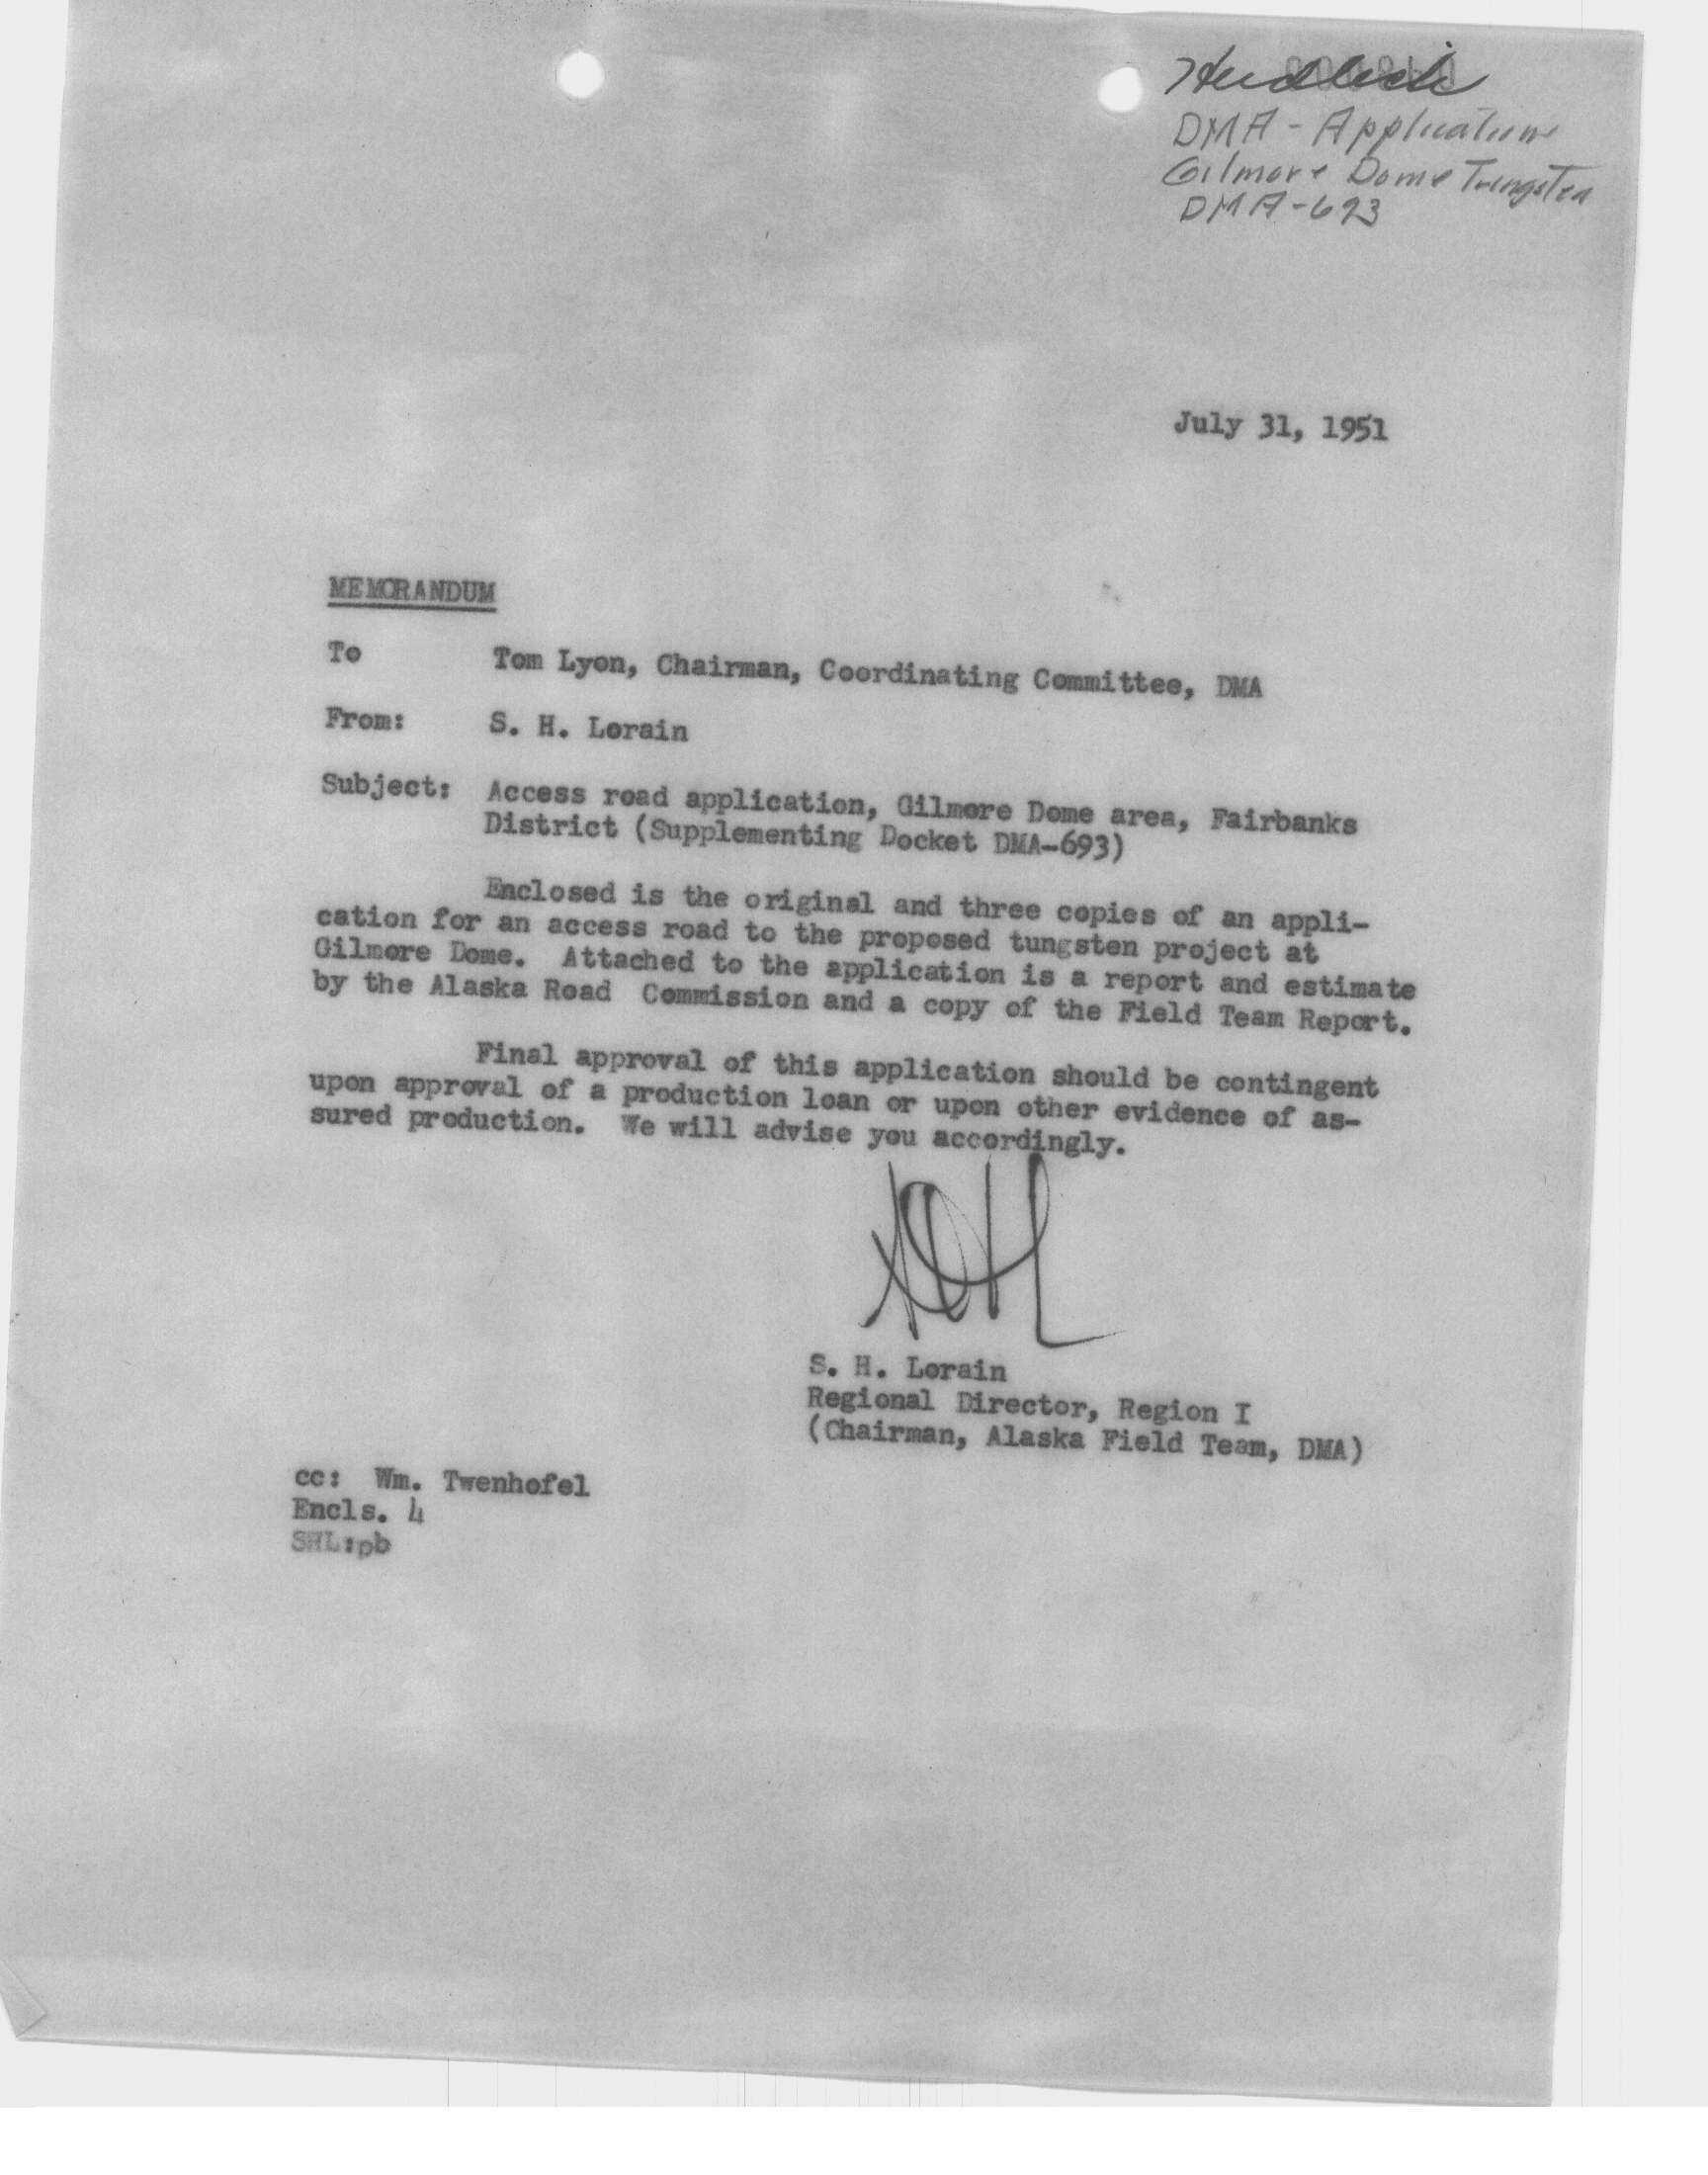 DMA - Application
Gilmore Dome Tungsten
DMA-693
July 31, 1951
MEMORANDUM
To Tom Lyon, Chairman, Coordinating Committee, DMA
From: S. H. Lorain
Subject: Access road application, Gilmore Dome area, Fairbanks
District (Supplementing Docket DMA-693)
Enclosed is the original and three copies of an appli-
cation for an access road to the proposed tungsten project at
Gilmore Dome. Attached to the application is a report and estimate
by the Alaska Road Commission and a copy of the Field Team Report.
Final approval of this application should be contingent
upon approval of a production loan or upon other evidence of as-
sured production. We will advise you accordingly.
S. H. Lorain
Regional Director, Region I
(Chairman, Alaska Field Team, DMA)
cc: Wm. Twenhofel
Encls. 4
SHL:pb